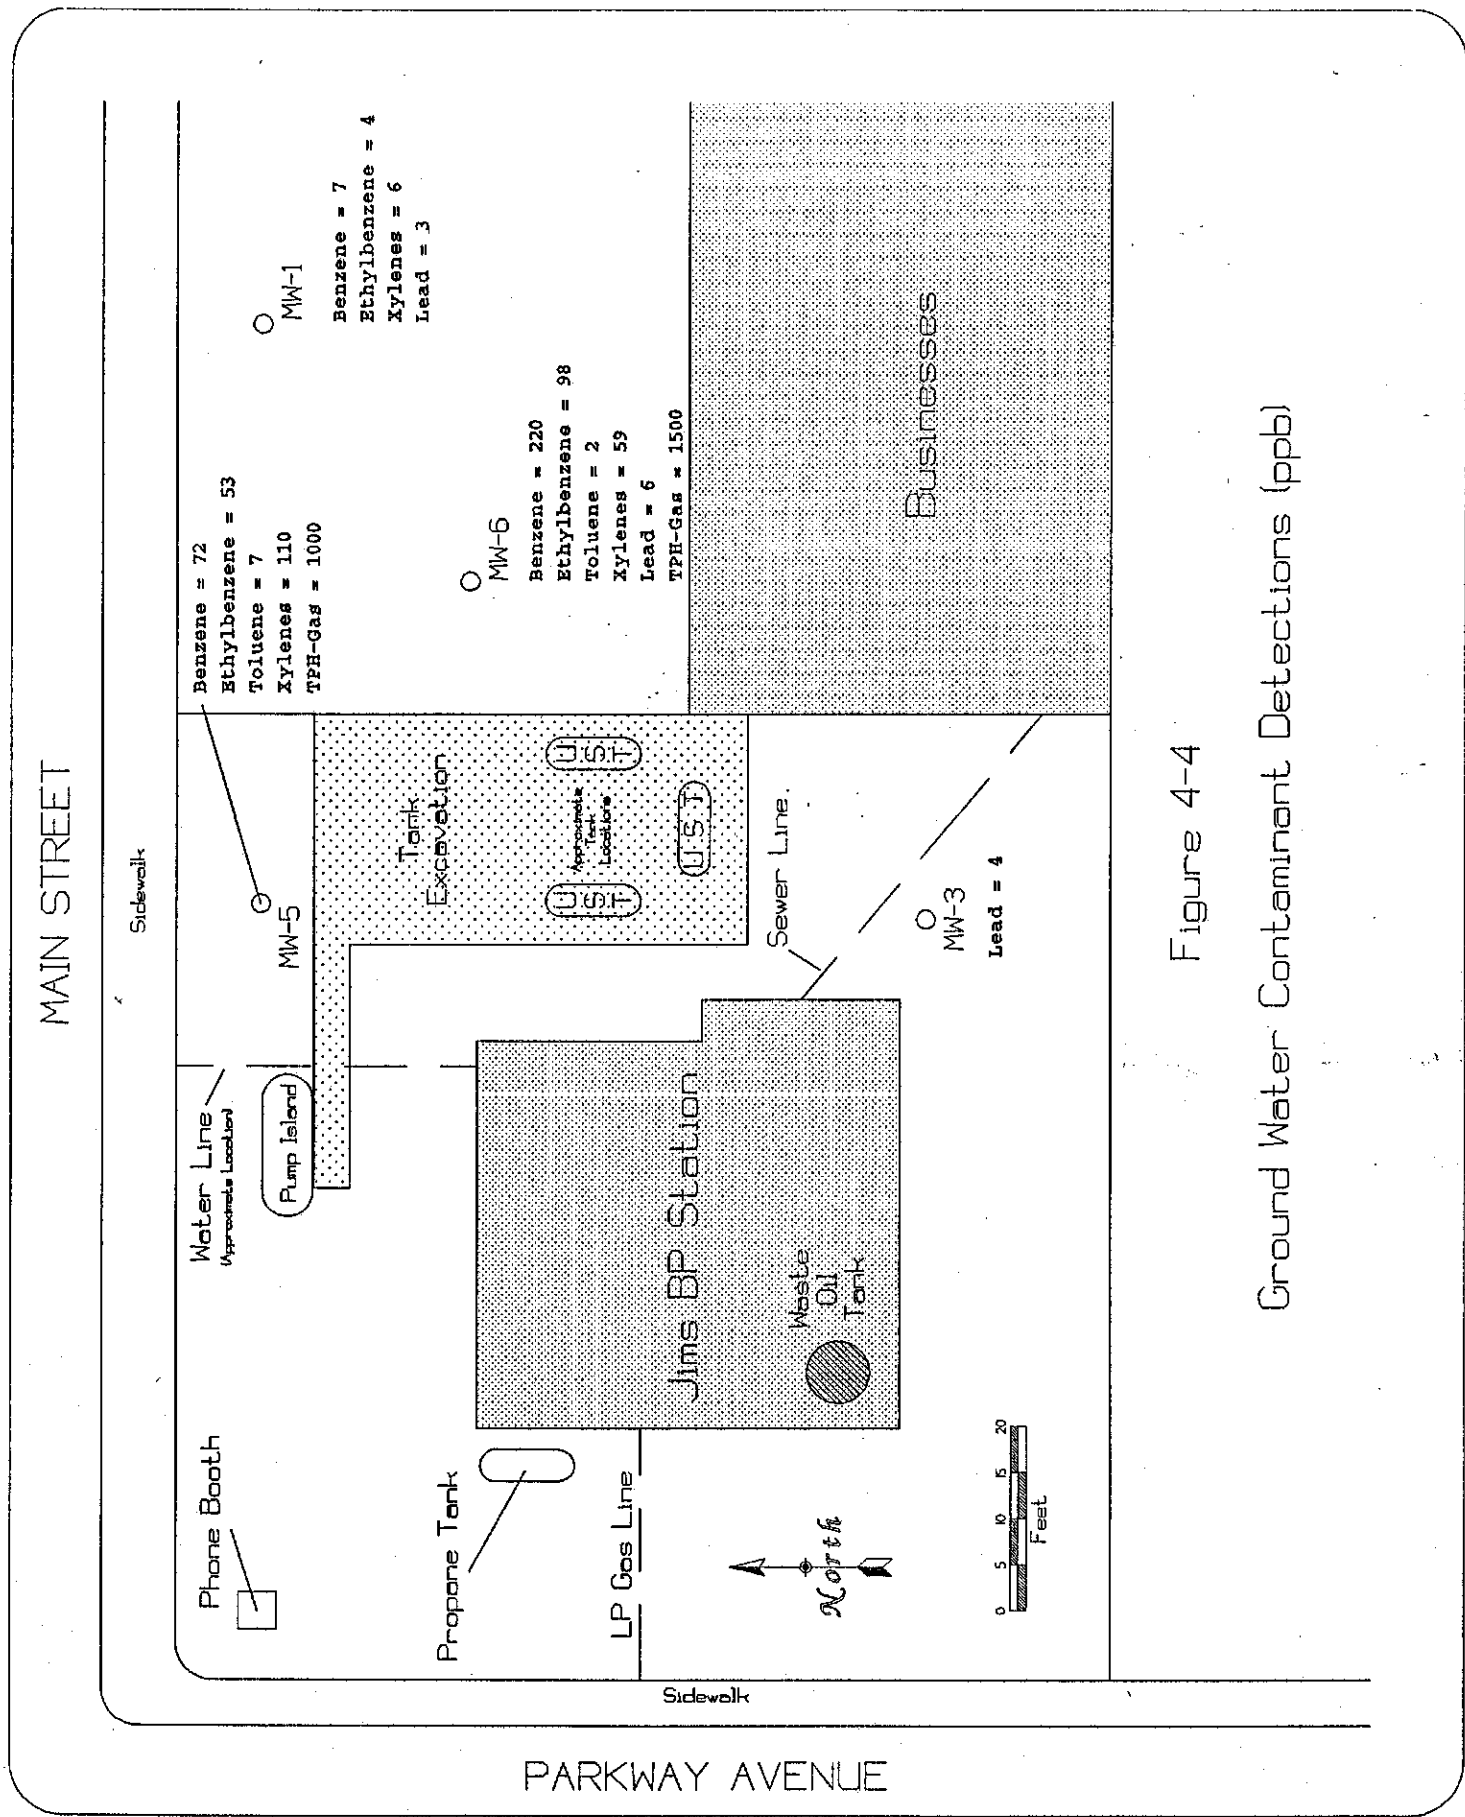 MAIN STREET
Sidewalk
Phone Booth
Water Line
(Approximate Location)
Pump Island
MW-5
Benzene = 72
Ethylbenzene = 53
Toluene = 7
Xylenes = 110
TPH-Gas = 1000
MW-1
Benzene = 7
Ethylbenzene = 4
Xylenes = 6
Lead = 3
Propane Tank
Tank
Excavation
UST
Approximate
Tank
Locations
UST
UST
MW-6
Benzene = 220
Ethylbenzene = 98
Toluene = 2
Xylenes = 59
Lead = 6
TPH-Gas = 1500
LP Gas Line
Jims BP Station
Waste
Oil
Tank
Sewer Line
Businesses
North
MW-3
Lead = 4
0 5 10 15 20
Feet
Sidewalk
PARKWAY AVENUE
Figure 4-4
Ground Water Contaminant Detections (ppb)